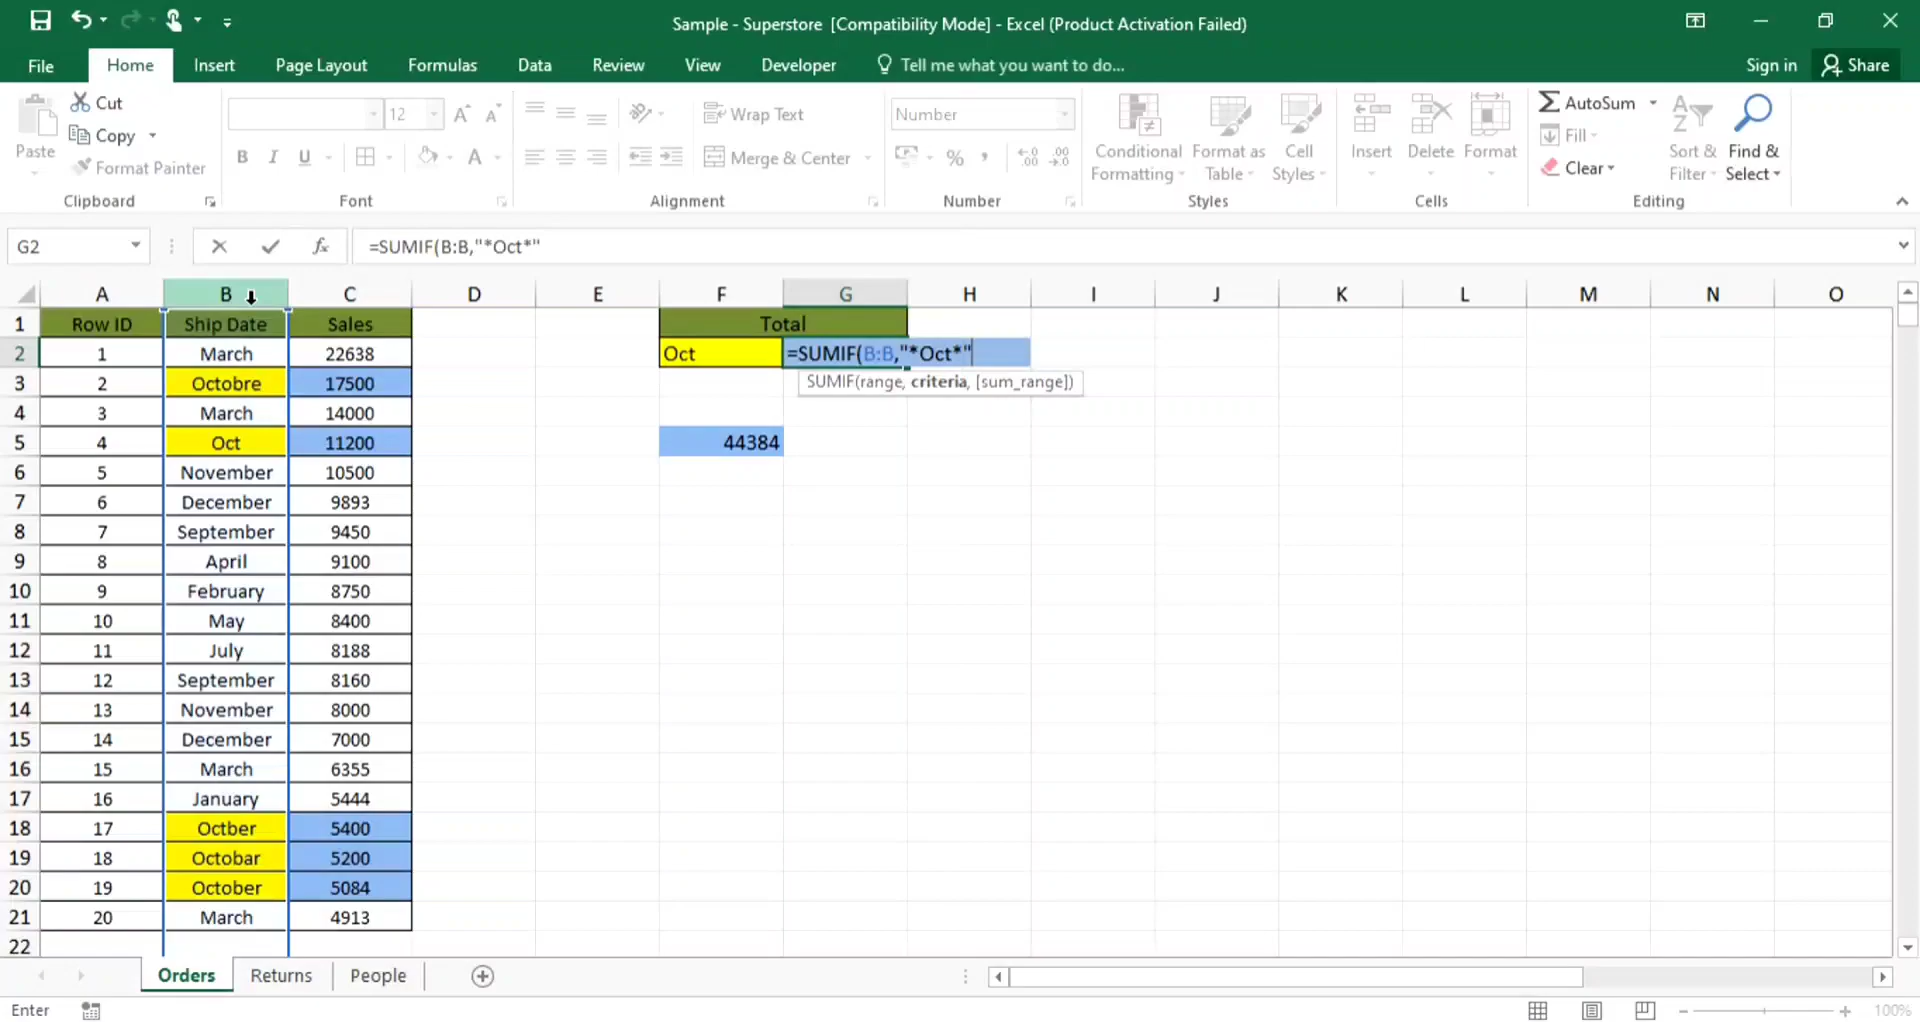 Sample - Superstore [Compatibility Mode] - Excel (Product Activation Failed)
File Home Insert Page Layout Formulas Data Review View Developer Tell me what you want to do... Sign in Share
Paste Cut Copy Format Painter
12
B I U A
Wrap Text
Merge & Center
Number
% , .00 .0
Conditional Formatting Format as Table Cell Styles
Insert Delete Format
AutoSum Fill Clear
Sort & Filter Find & Select
Clipboard Font Alignment Number Styles Cells Editing
G2 fx =SUMIF(B:B,"*Oct*"
A B C D E F G H I J K L M N O
1 Row ID Ship Date Sales Total
2 1 March 22638 Oct =SUMIF(B:B,"*Oct*"
SUMIF(range, criteria, [sum_range])
3 2 Octobre 17500
4 3 March 14000
5 4 Oct 11200 44384
6 5 November 10500
7 6 December 9893
8 7 September 9450
9 8 April 9100
10 9 February 8750
11 10 May 8400
12 11 July 8188
13 12 September 8160
14 13 November 8000
15 14 December 7000
16 15 March 6355
17 16 January 5444
18 17 Octber 5400
19 18 Octobar 5200
20 19 October 5084
21 20 March 4913
22
Orders Returns People
Enter 100%